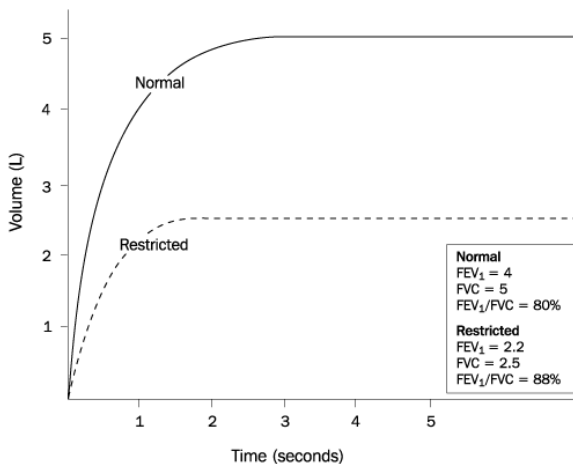 Volume (L)
5
4
3
2
1
Normal
Restricted
Normal
FEV₁ = 4
FVC = 5
FEV₁/FVC = 80%
Restricted
FEV₁ = 2.2
FVC = 2.5
FEV₁/FVC = 88%
1 2 3 4 5
Time (seconds)